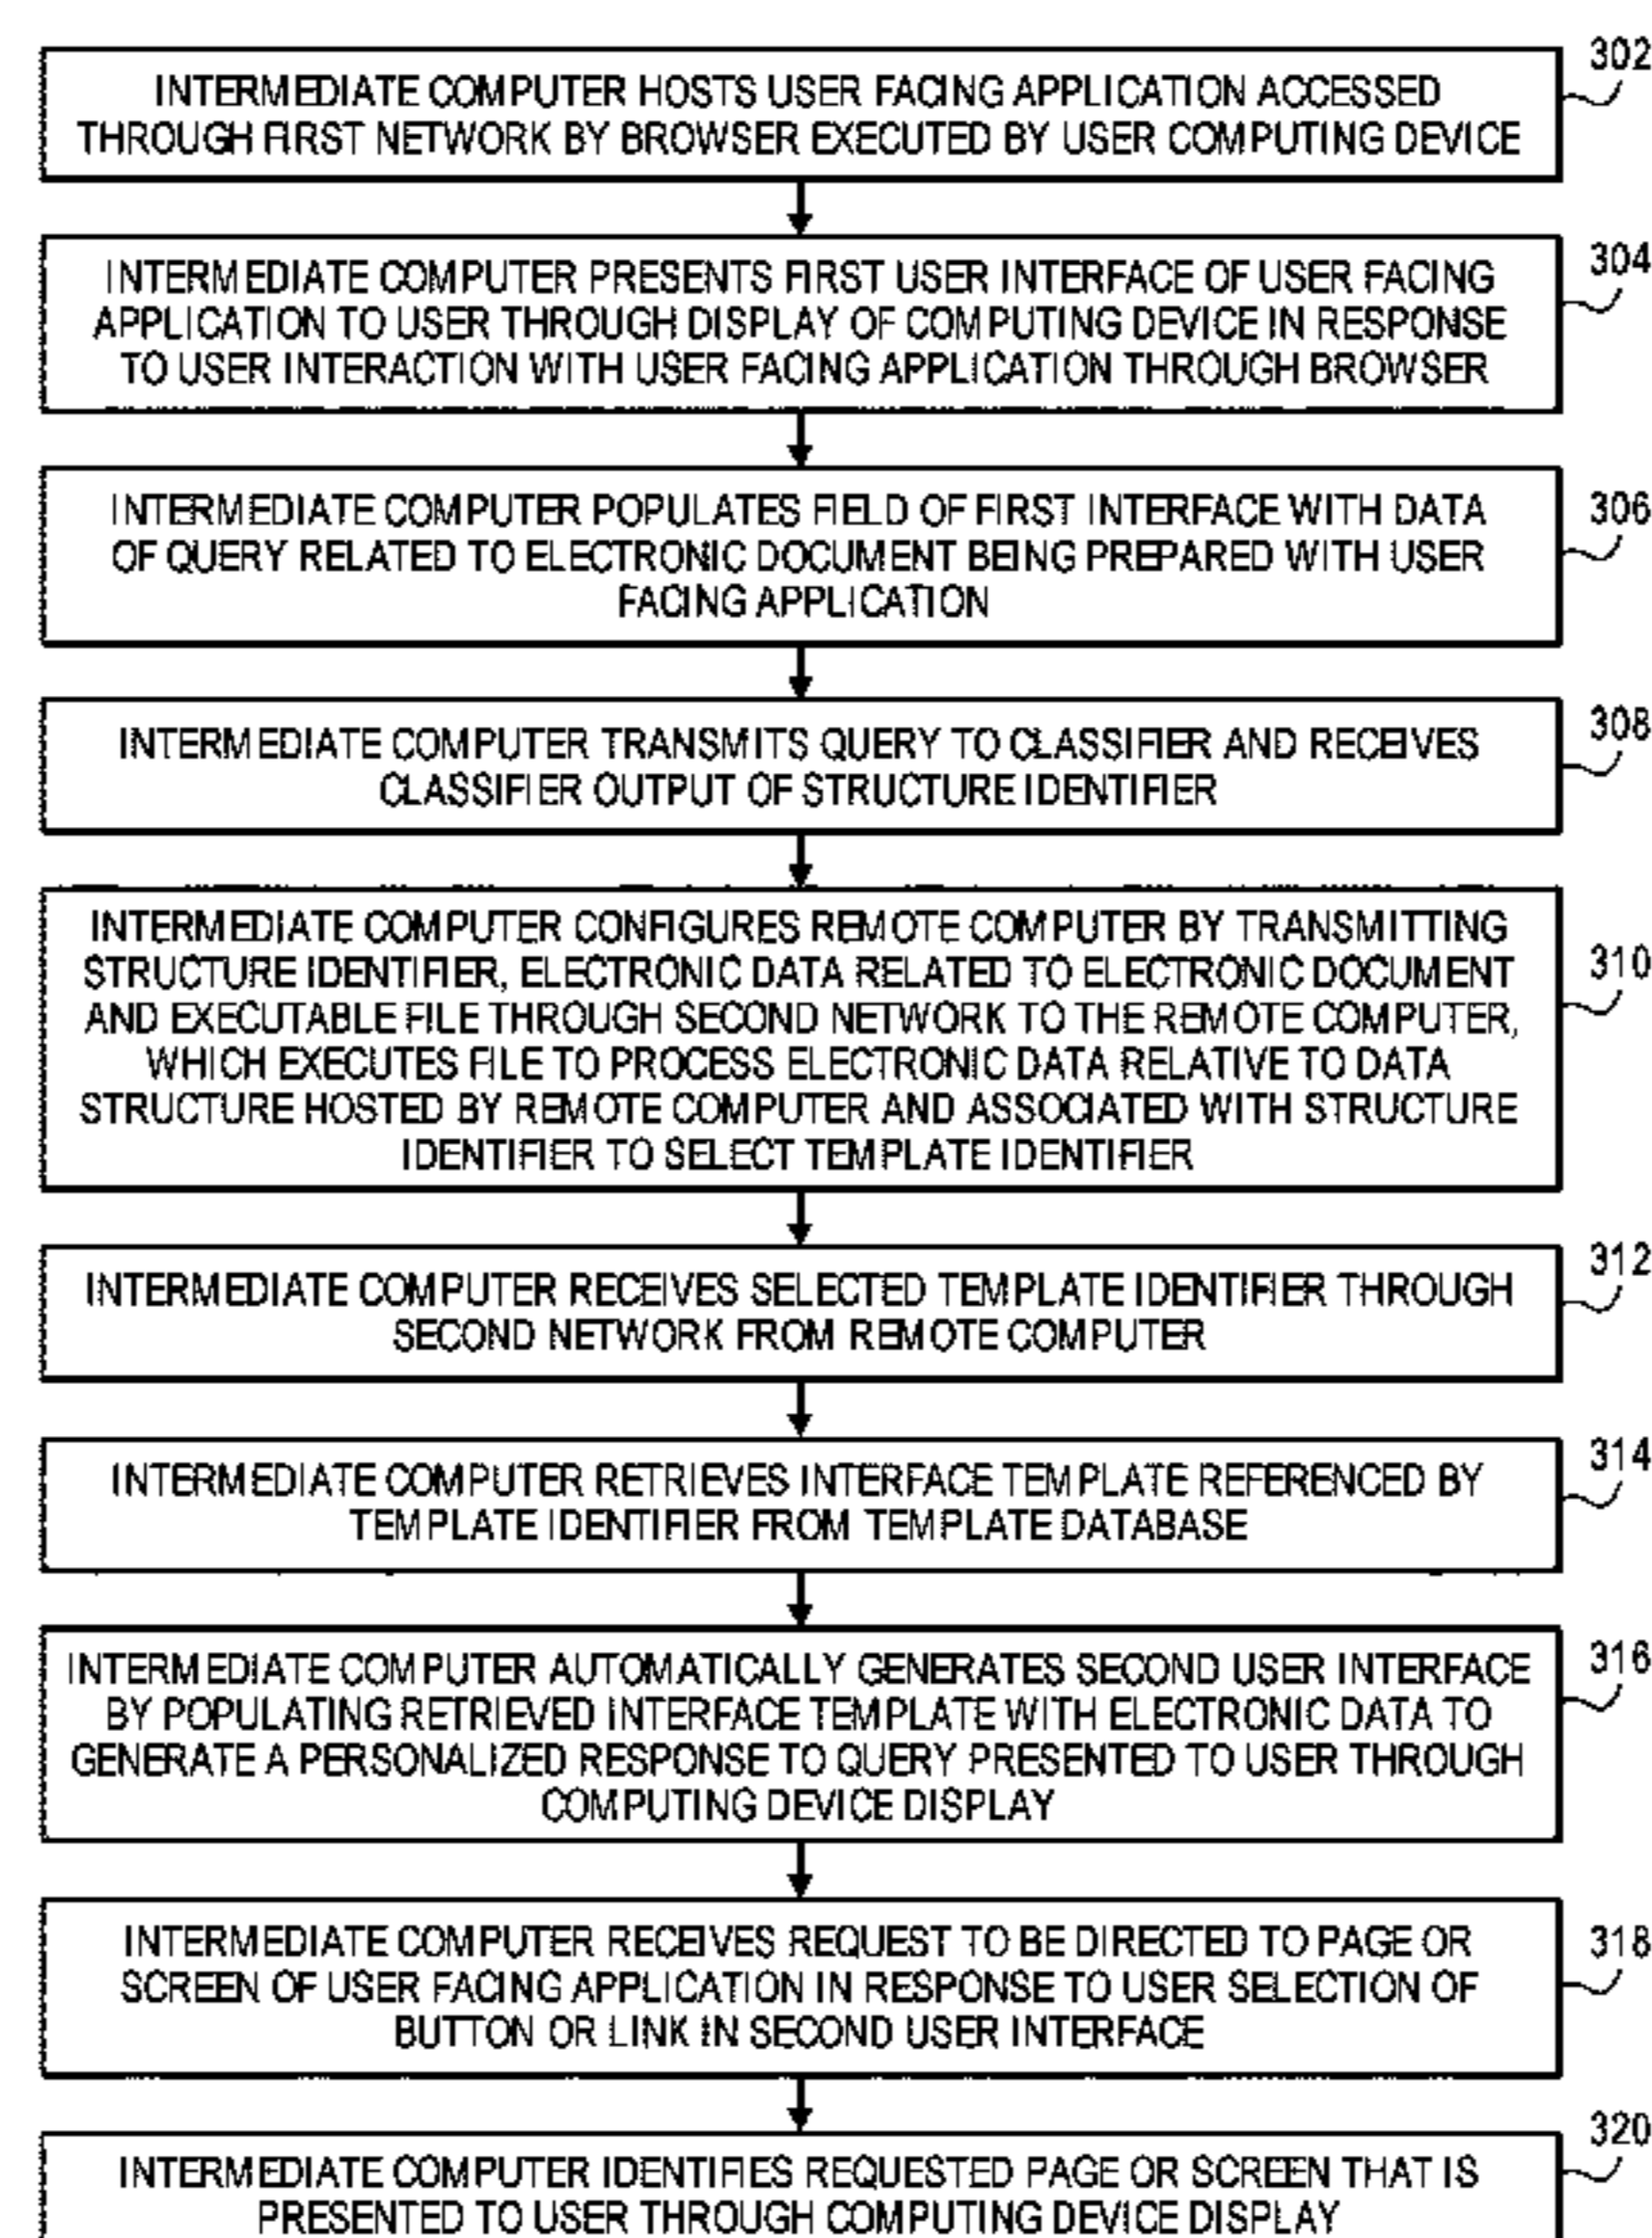 302
INTERMEDIATE COMPUTER HOSTS USER FACING APPLICATION ACCESSED
THROUGH FIRST NETWORK BY BROWSER EXECUTED BY USER COMPUTING DEVICE
304
INTERMEDIATE COMPUTER PRESENTS FIRST USER INTERFACE OF USER FACING
APPLICATION TO USER THROUGH DISPLAY OF COMPUTING DEVICE IN RESPONSE
TO USER INTERACTION WITH USER FACING APPLICATION THROUGH BROWSER
306
INTERMEDIATE COMPUTER POPULATES FIELD OF FIRST INTERFACE WITH DATA
OF QUERY RELATED TO ELECTRONIC DOCUMENT BEING PREPARED WITH USER
FACING APPLICATION
308
INTERMEDIATE COMPUTER TRANSMITS QUERY TO CLASSIFIER AND RECEIVES
CLASSIFIER OUTPUT OF STRUCTURE IDENTIFIER
310
INTERMEDIATE COMPUTER CONFIGURES REMOTE COMPUTER BY TRANSMITTING
STRUCTURE IDENTIFIER, ELECTRONIC DATA RELATED TO ELECTRONIC DOCUMENT
AND EXECUTABLE FILE THROUGH SECOND NETWORK TO THE REMOTE COMPUTER,
WHICH EXECUTES FILE TO PROCESS ELECTRONIC DATA RELATIVE TO DATA
STRUCTURE HOSTED BY REMOTE COMPUTER AND ASSOCIATED WITH STRUCTURE
IDENTIFIER TO SELECT TEMPLATE IDENTIFIER
312
INTERMEDIATE COMPUTER RECEIVES SELECTED TEMPLATE IDENTIFIER THROUGH
SECOND NETWORK FROM REMOTE COMPUTER
314
INTERMEDIATE COMPUTER RETRIEVES INTERFACE TEMPLATE REFERENCED BY
TEMPLATE IDENTIFIER FROM TEMPLATE DATABASE
316
INTERMEDIATE COMPUTER AUTOMATICALLY GENERATES SECOND USER INTERFACE
BY POPULATING RETRIEVED INTERFACE TEMPLATE WITH ELECTRONIC DATA TO
GENERATE A PERSONALIZED RESPONSE TO QUERY PRESENTED TO USER THROUGH
COMPUTING DEVICE DISPLAY
318
INTERMEDIATE COMPUTER RECEIVES REQUEST TO BE DIRECTED TO PAGE OR
SCREEN OF USER FACING APPLICATION IN RESPONSE TO USER SELECTION OF
BUTTON OR LINK IN SECOND USER INTERFACE
320
INTERMEDIATE COMPUTER IDENTIFIES REQUESTED PAGE OR SCREEN THAT IS
PRESENTED TO USER THROUGH COMPUTING DEVICE DISPLAY